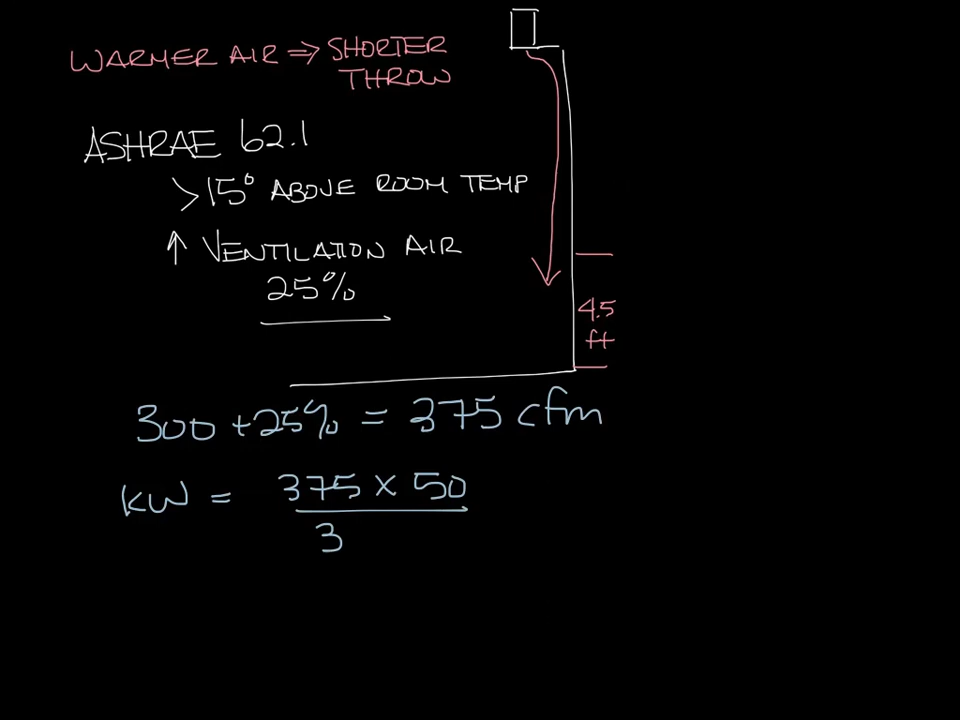 WARMER AIR ⇒ SHORTER
THROW
ASHRAE 62.1
>15° ABOVE ROOM TEMP
↑ VENTILATION AIR
25%
4.5
ft
300 + 25% = 375 cfm
KW = 375 x 50
3